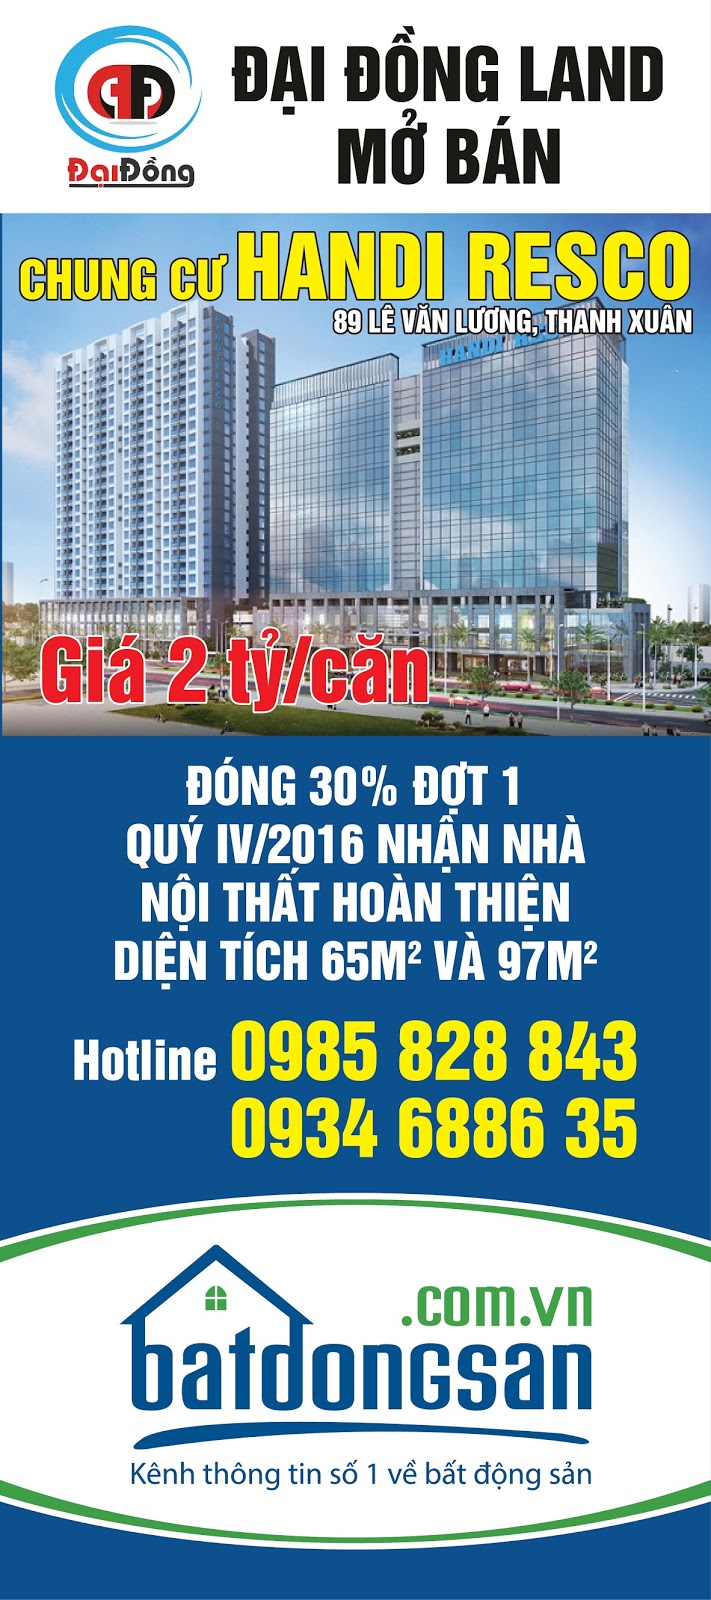 ĐẠI ĐỒNG LAND
MỞ BÁN
ĐạiĐồng
CHUNG CƯ HANDI RESCO
89 LÊ VĂN LƯƠNG, THANH XUÂN
HANDI RESCO
Giá 2 tỷ/căn
ĐÓNG 30% ĐỢT 1
QUÝ IV/2016 NHẬN NHÀ
NỘI THẤT HOÀN THIỆN
DIỆN TÍCH 65M² VÀ 97M²
Hotline 0985 828 843
0934 6886 35
.com.vn
batdongsan
Kênh thông tin số 1 về bất động sản